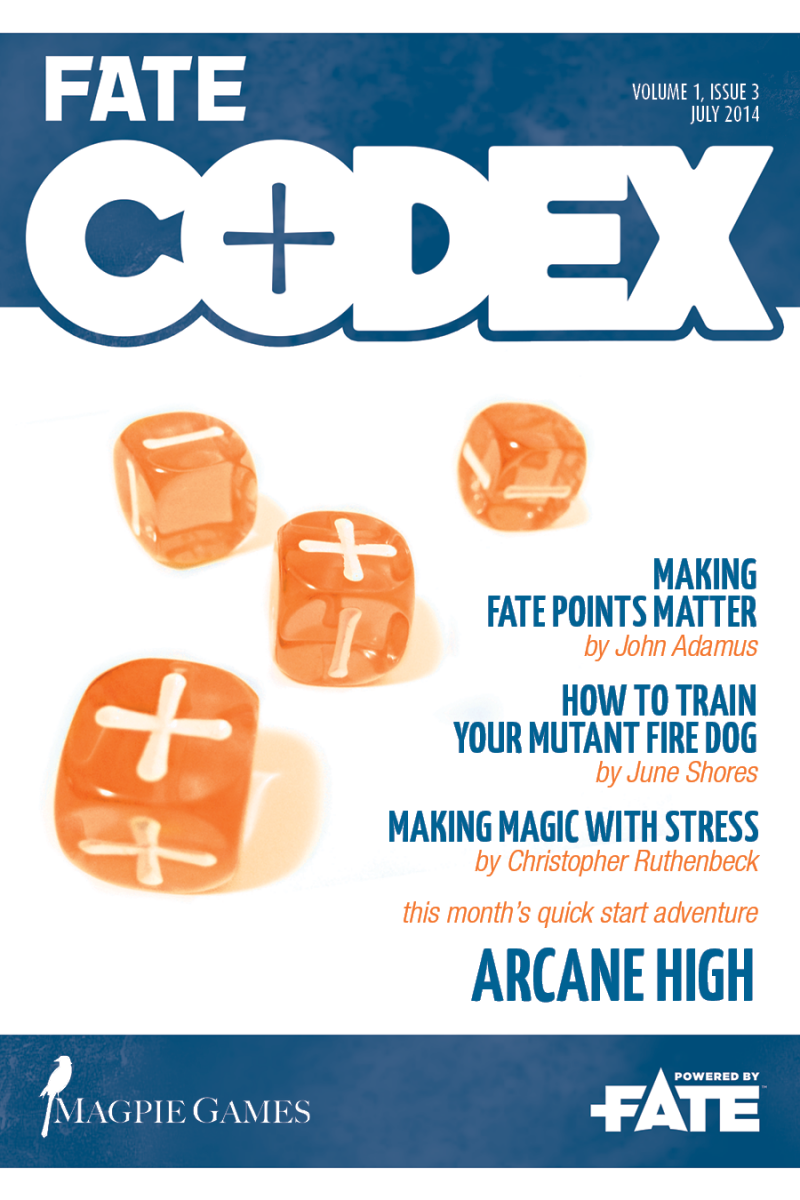 FATE
VOLUME 1, ISSUE 3
JULY 2014
CODEX
MAKING
FATE POINTS MATTER
by John Adamus
HOW TO TRAIN
YOUR MUTANT FIRE DOG
by June Shores
MAKING MAGIC WITH STRESS
by Christopher Ruthenbeck
this month's quick start adventure
ARCANE HIGH
MAGPIE GAMES
POWERED BY
FATE™